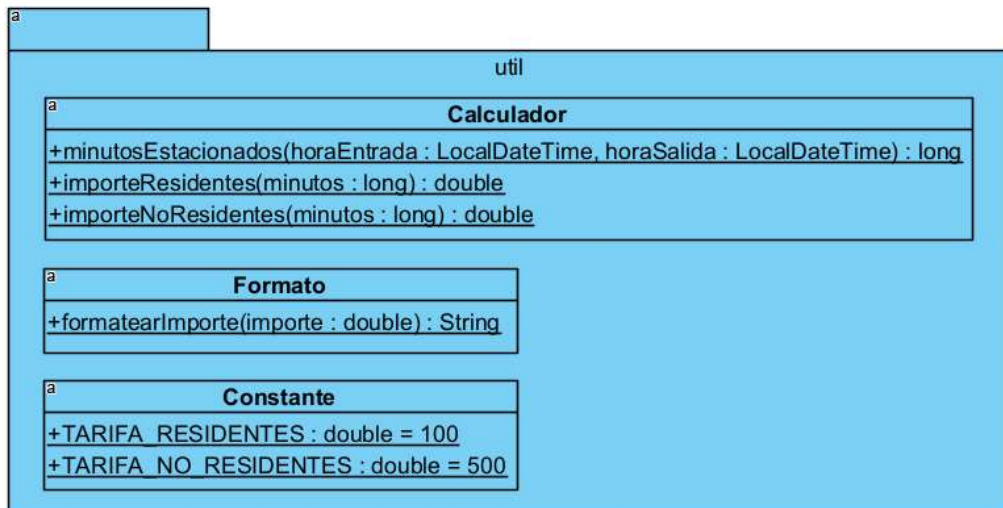 a
util
a
Calculador
+minutosEstacionados(horaEntrada : LocalDateTime, horaSalida : LocalDateTime) : long
+importeResidentes(minutos : long) : double
+importeNoResidentes(minutos : long) : double
a
Formato
+formatearImporte(importe : double) : String
a
Constante
+TARIFA_RESIDENTES : double = 100
+TARIFA_NO_RESIDENTES : double = 500